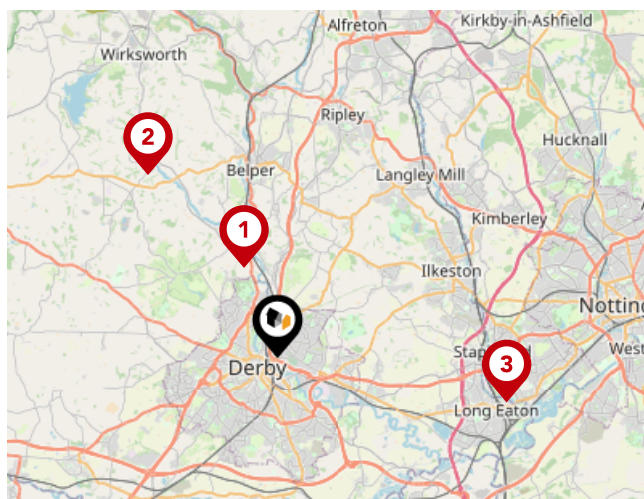 Alfreton
Kirkby-in-Ashfield
Wirksworth
Ripley
2
Hucknall
Belper
Langley Mill
1
Kimberley
Ilkeston
Notting
Stap
d
West
3
Derby
Long Eaton